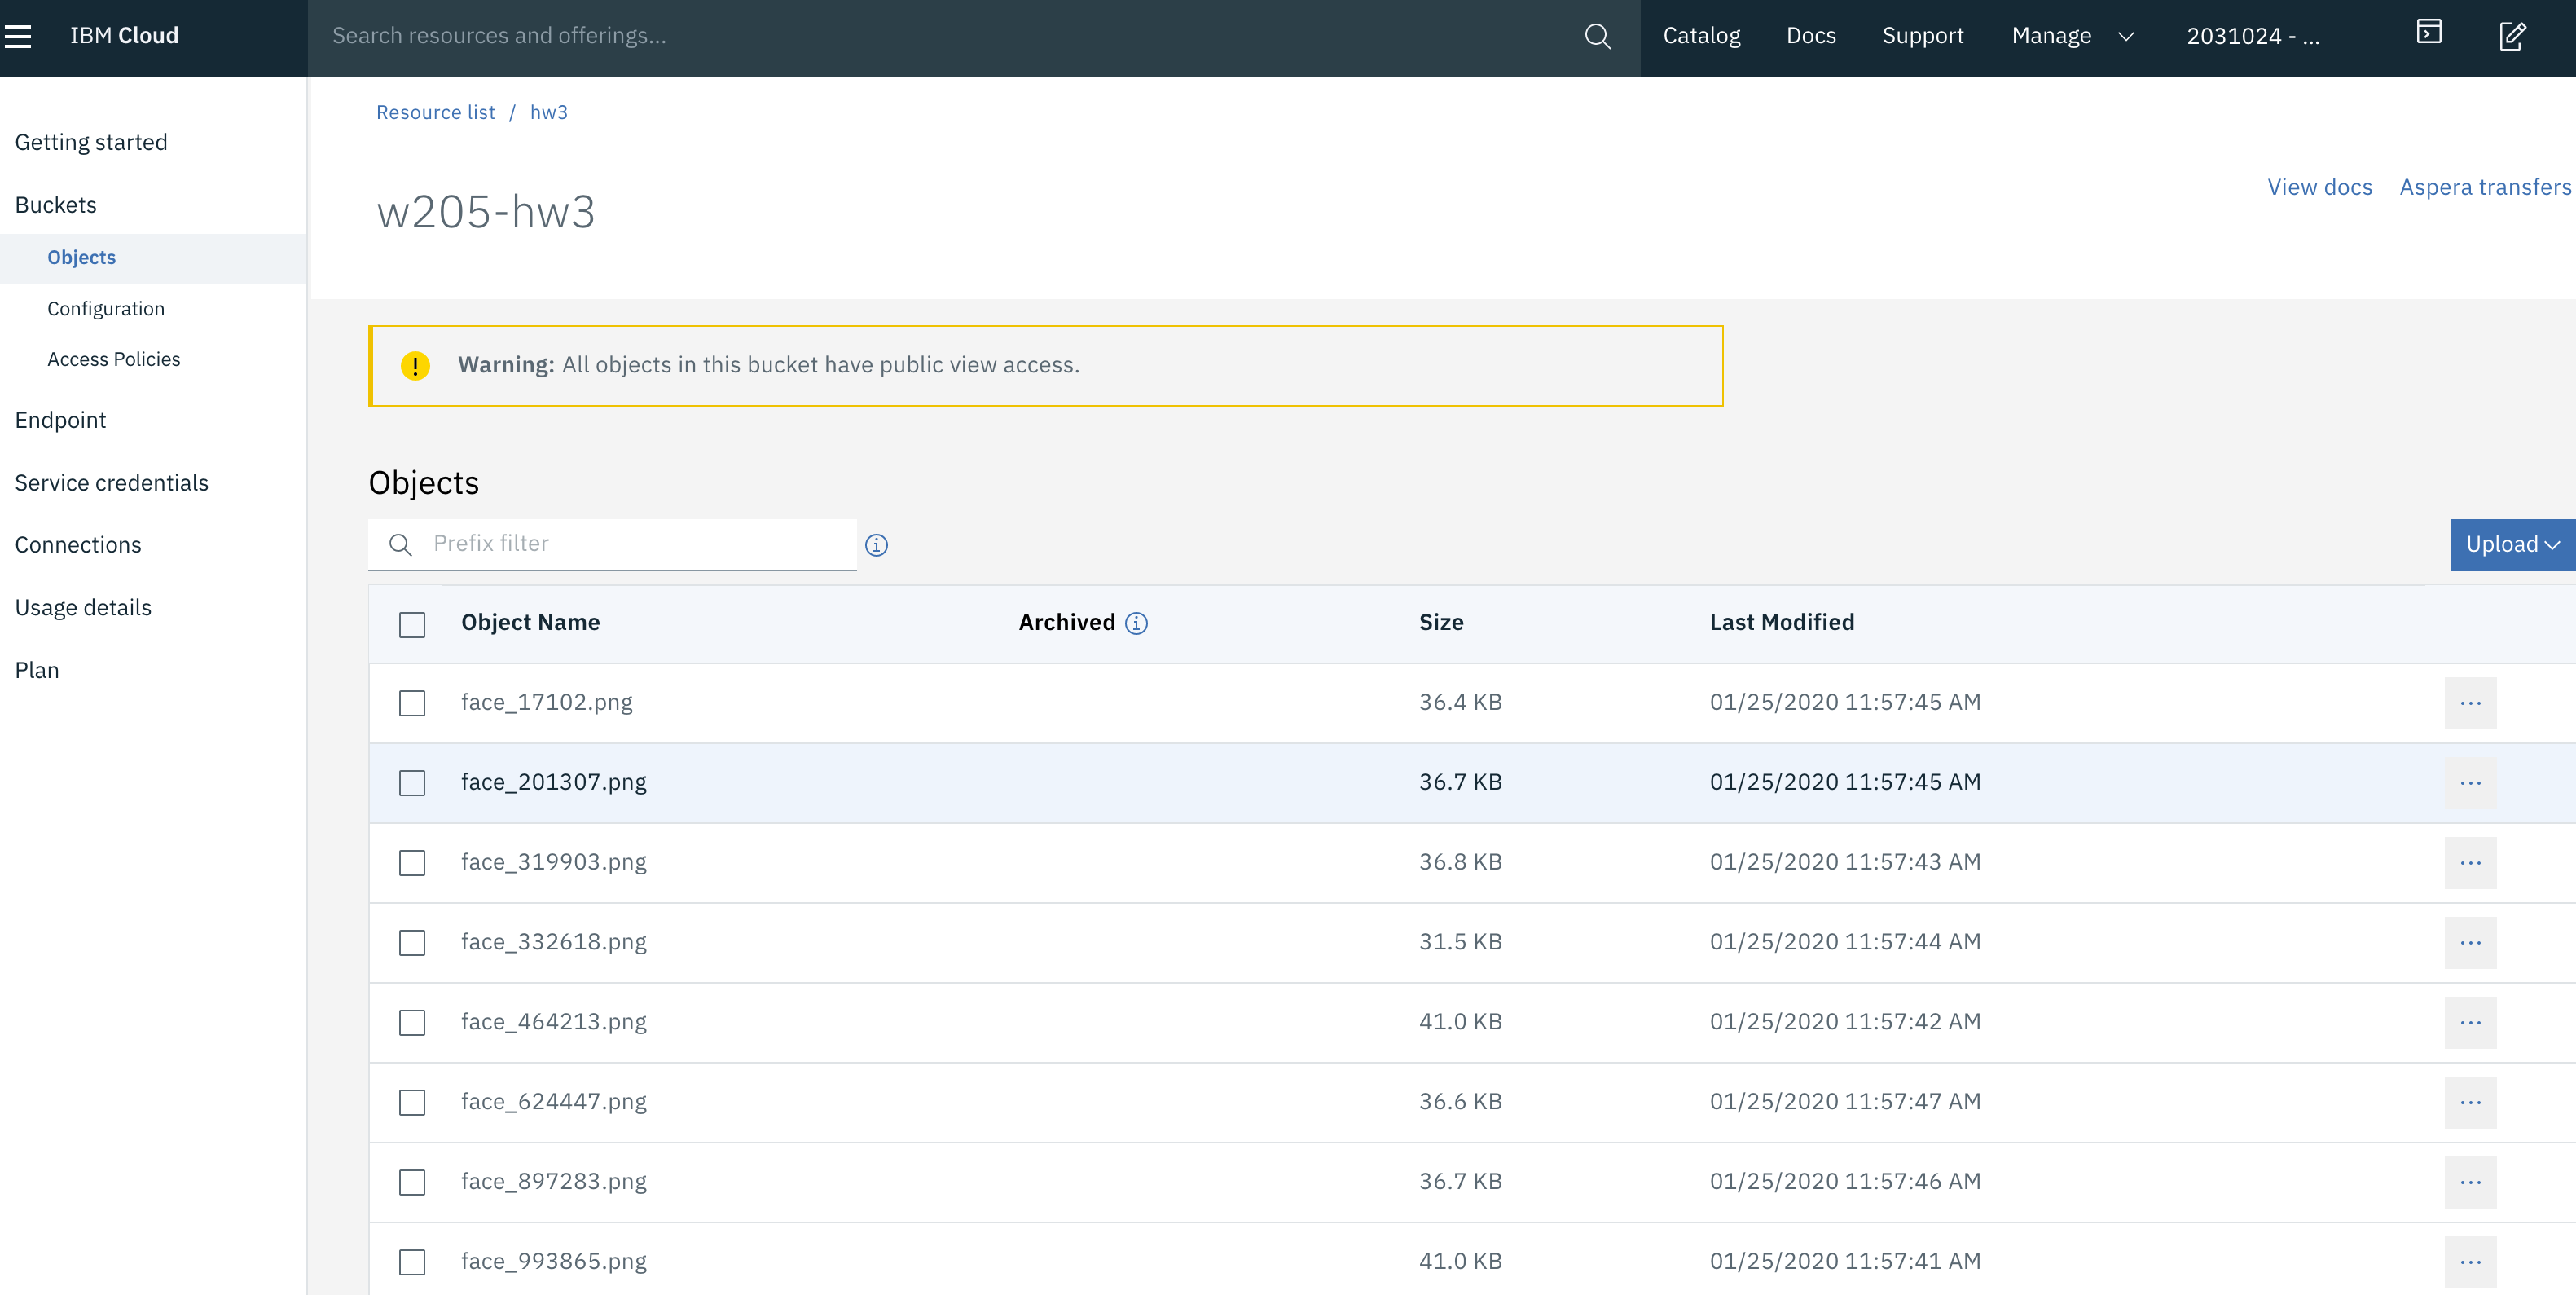 IBM Cloud
Search resources and offerings...
Catalog
Docs
Support
Manage
2031024 - ...
Getting started
Buckets
Objects
Configuration
Access Policies
Endpoint
Service credentials
Connections
Usage details
Plan
Resource list / hw3
w205-hw3
View docs
Aspera transfers
Warning: All objects in this bucket have public view access.
Objects
Prefix filter
Upload
Object Name Archived Size Last Modified
face_17102.png 36.4 KB 01/25/2020 11:57:45 AM
face_201307.png 36.7 KB 01/25/2020 11:57:45 AM
face_319903.png 36.8 KB 01/25/2020 11:57:43 AM
face_332618.png 31.5 KB 01/25/2020 11:57:44 AM
face_464213.png 41.0 KB 01/25/2020 11:57:42 AM
face_624447.png 36.6 KB 01/25/2020 11:57:47 AM
face_897283.png 36.7 KB 01/25/2020 11:57:46 AM
face_993865.png 41.0 KB 01/25/2020 11:57:41 AM